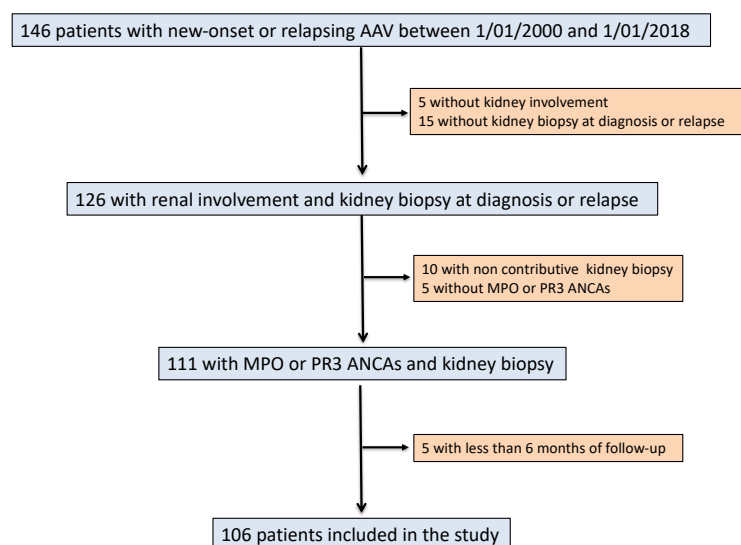 146 patients with new-onset or relapsing AAV between 1/01/2000 and 1/01/2018
5 without kidney involvement
15 without kidney biopsy at diagnosis or relapse
126 with renal involvement and kidney biopsy at diagnosis or relapse
10 with non contributive kidney biopsy
5 without MPO or PR3 ANCAs
111 with MPO or PR3 ANCAs and kidney biopsy
5 with less than 6 months of follow-up
106 patients included in the study